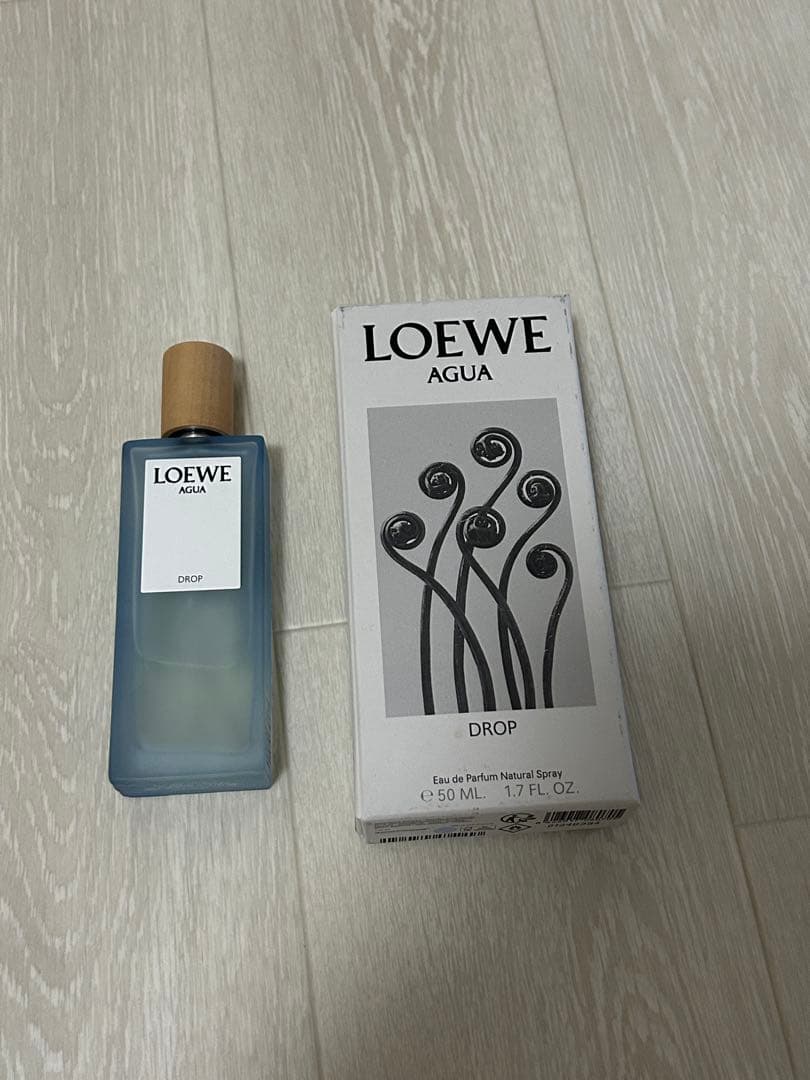 LOEWE
AGUA
DROP
LOEWE
AGUA
DROP
Eau de Parfum Natural Spray
℮ 50 ML. 1.7 FL. OZ.